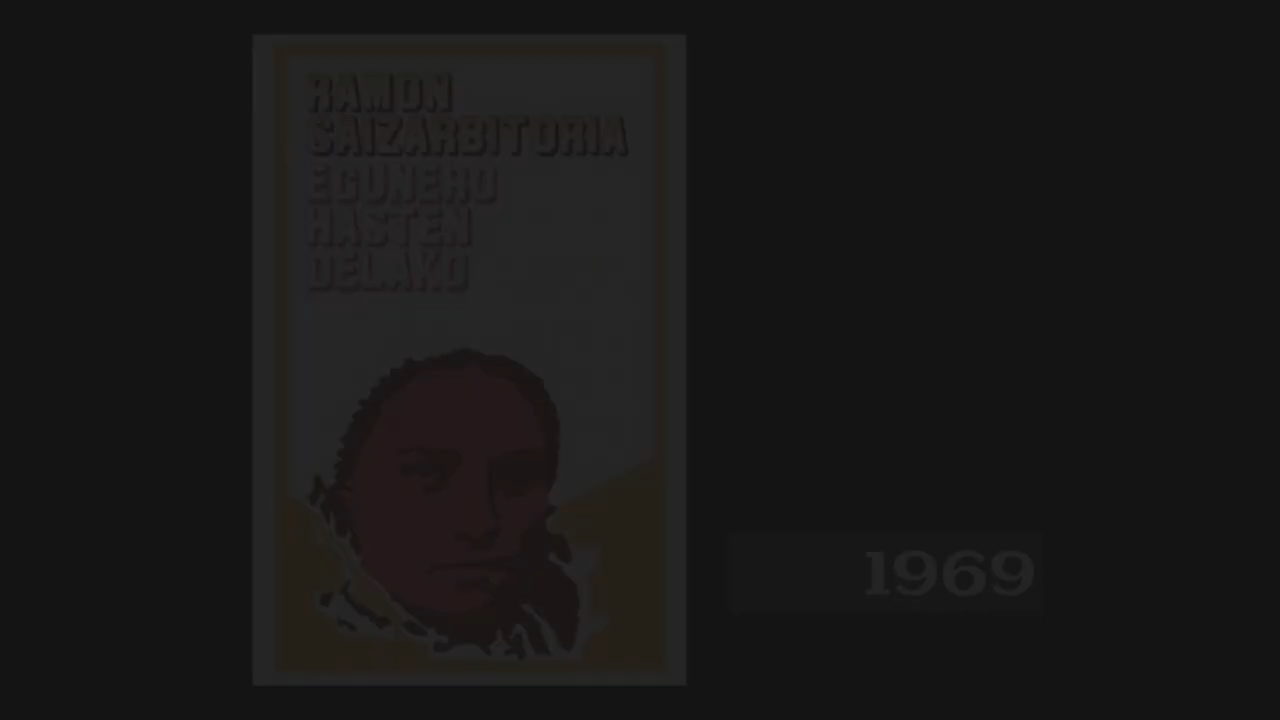 RAMON
SAIZARBITORIA
EGUNERO
HASTEN
DELAKO
1969